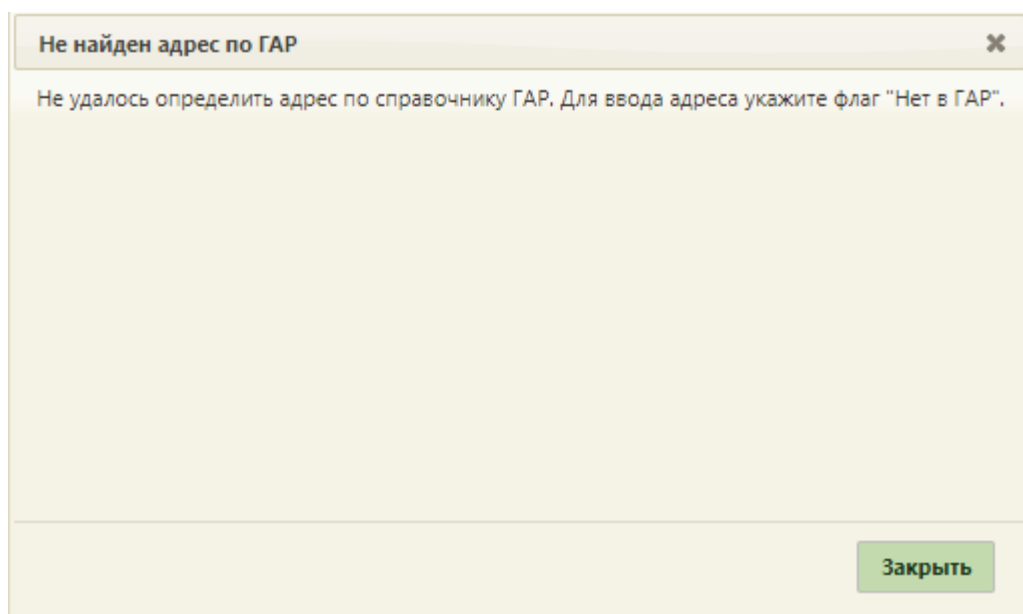 Не найден адрес по ГАР
Не удалось определить адрес по справочнику ГАР. Для ввода адреса укажите флаг "Нет в ГАР".
Закрыть